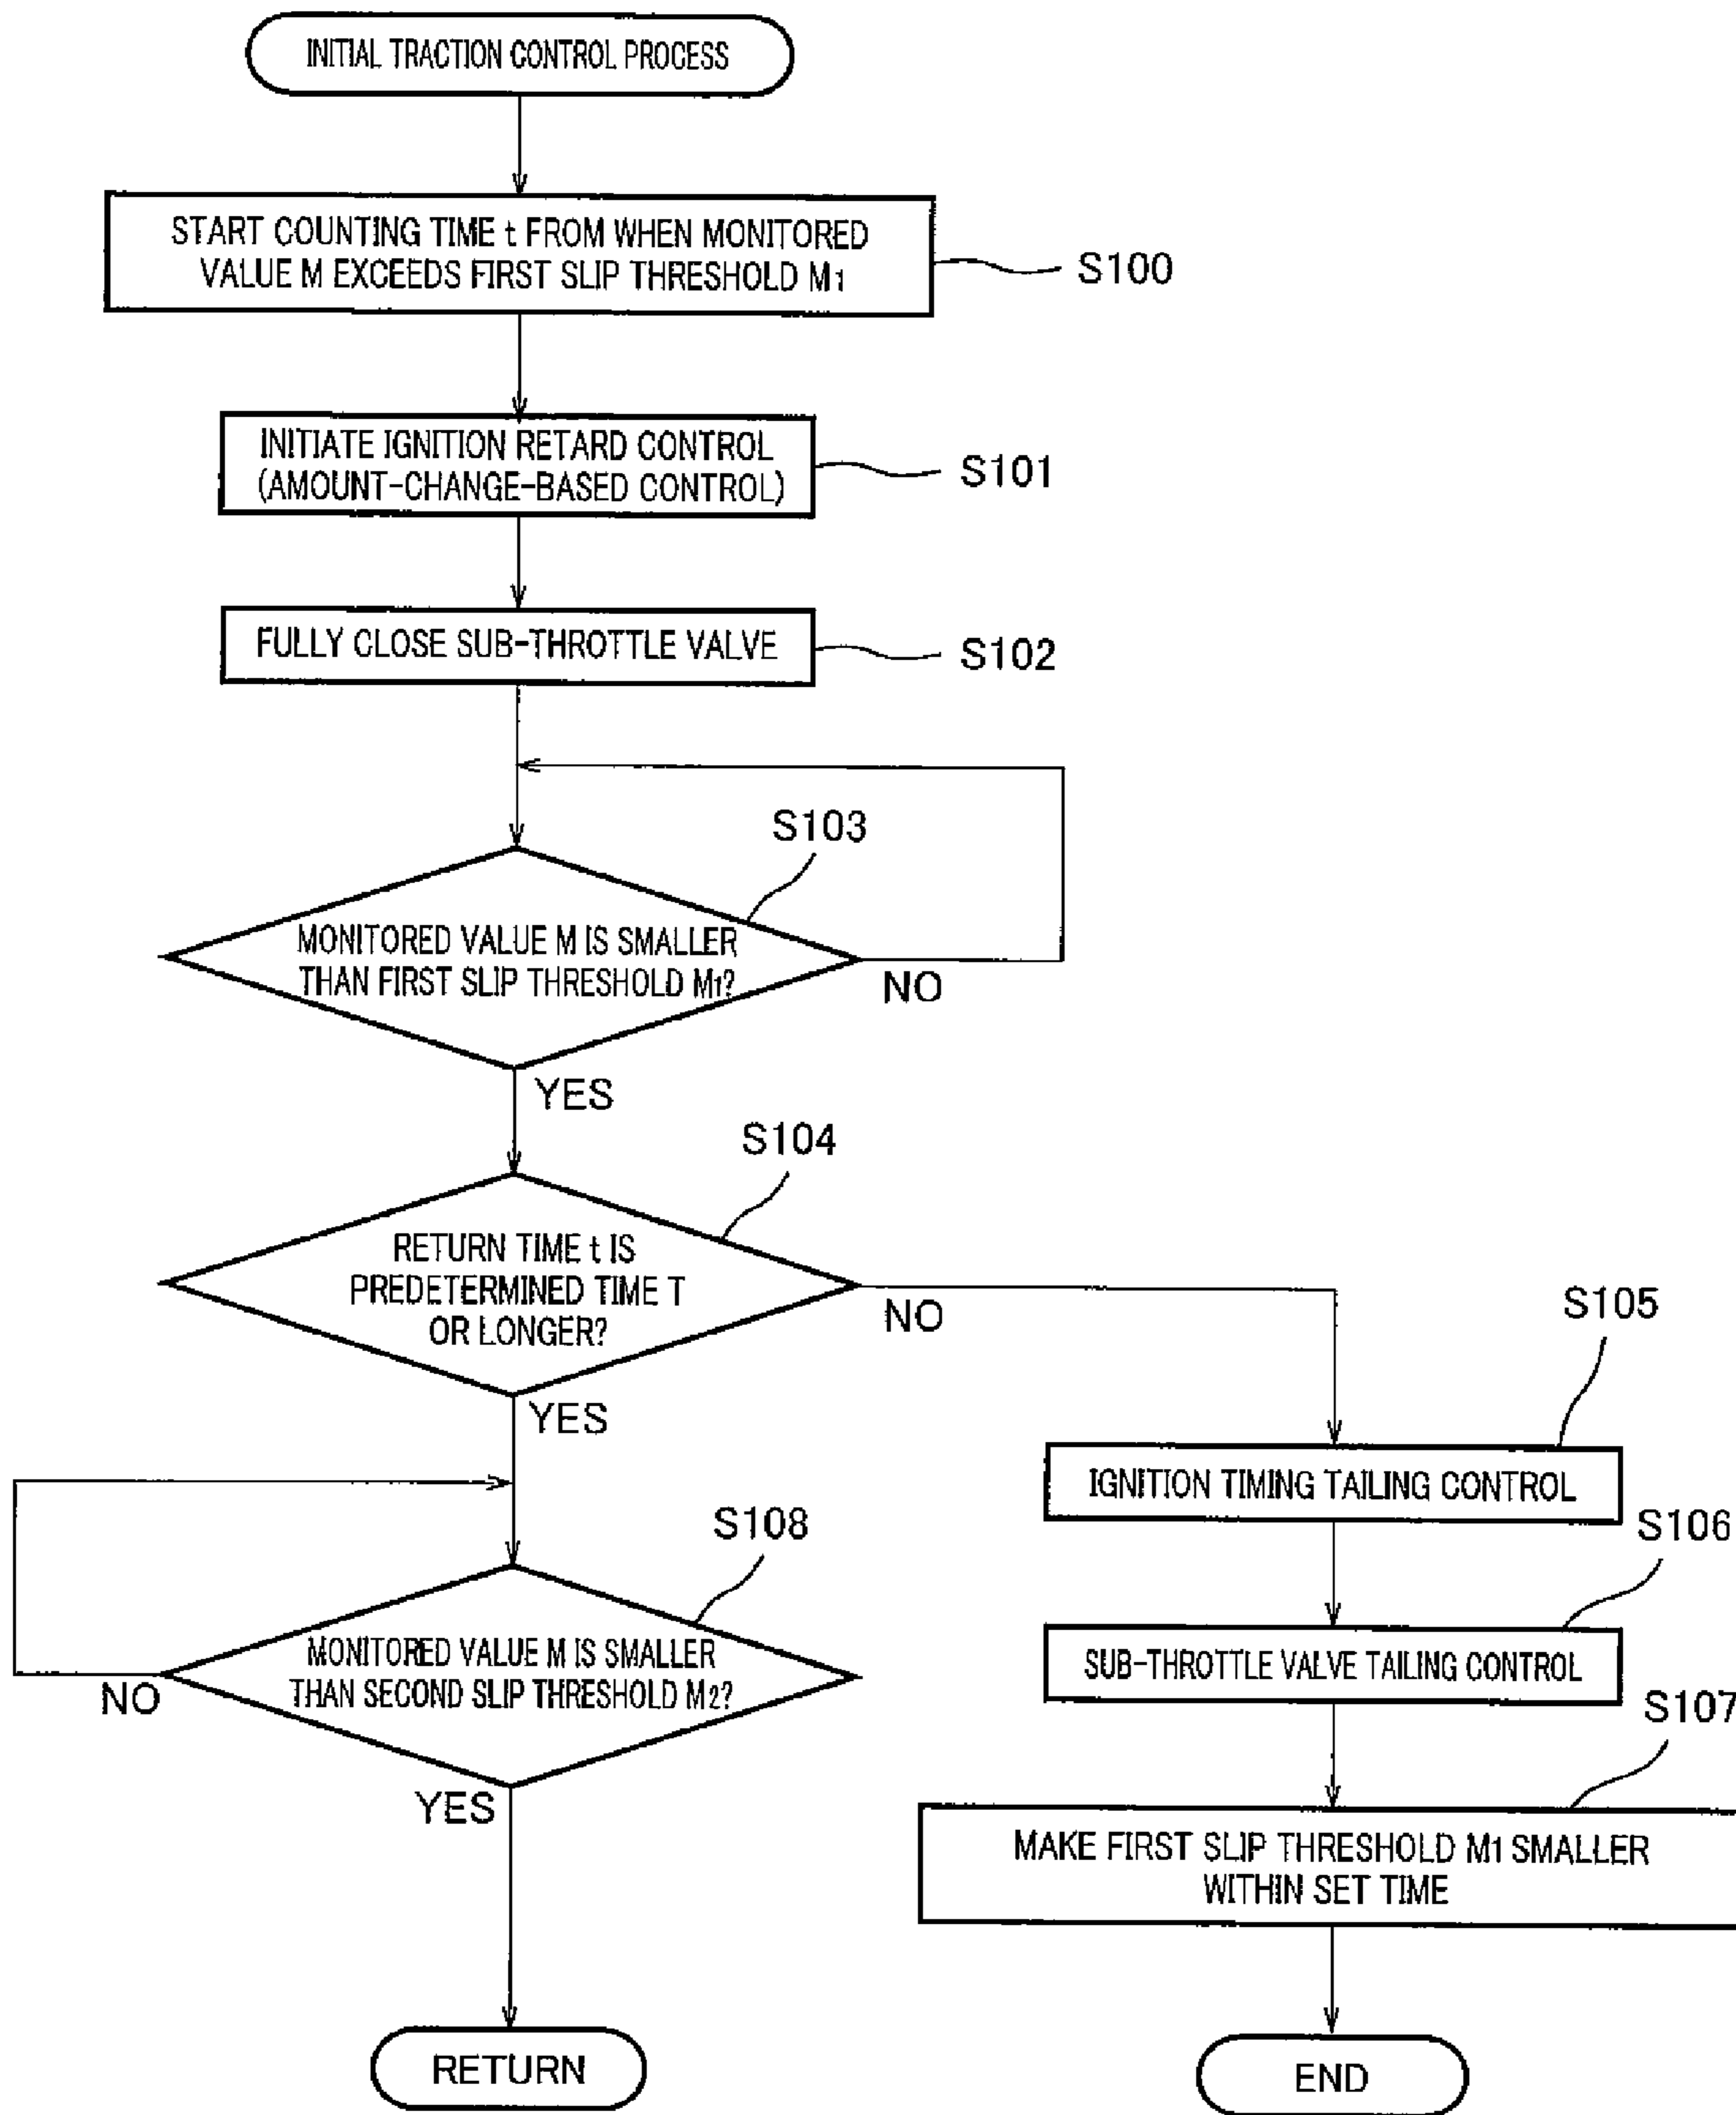 INITIAL TRACTION CONTROL PROCESS
START COUNTING TIME t FROM WHEN MONITORED
VALUE M EXCEEDS FIRST SLIP THRESHOLD M1
S100
INITIATE IGNITION RETARD CONTROL
(AMOUNT-CHANGE-BASED CONTROL)
S101
FULLY CLOSE SUB-THROTTLE VALVE
S102
S103
MONITORED VALUE M IS SMALLER
THAN FIRST SLIP THRESHOLD M1?
NO
YES
S104
RETURN TIME t IS
PREDETERMINED TIME T
OR LONGER?
NO
YES
S105
IGNITION TIMING TAILING CONTROL
S106
SUB-THROTTLE VALVE TAILING CONTROL
S107
MAKE FIRST SLIP THRESHOLD M1 SMALLER
WITHIN SET TIME
S108
MONITORED VALUE M IS SMALLER
THAN SECOND SLIP THRESHOLD M2?
NO
YES
RETURN
END